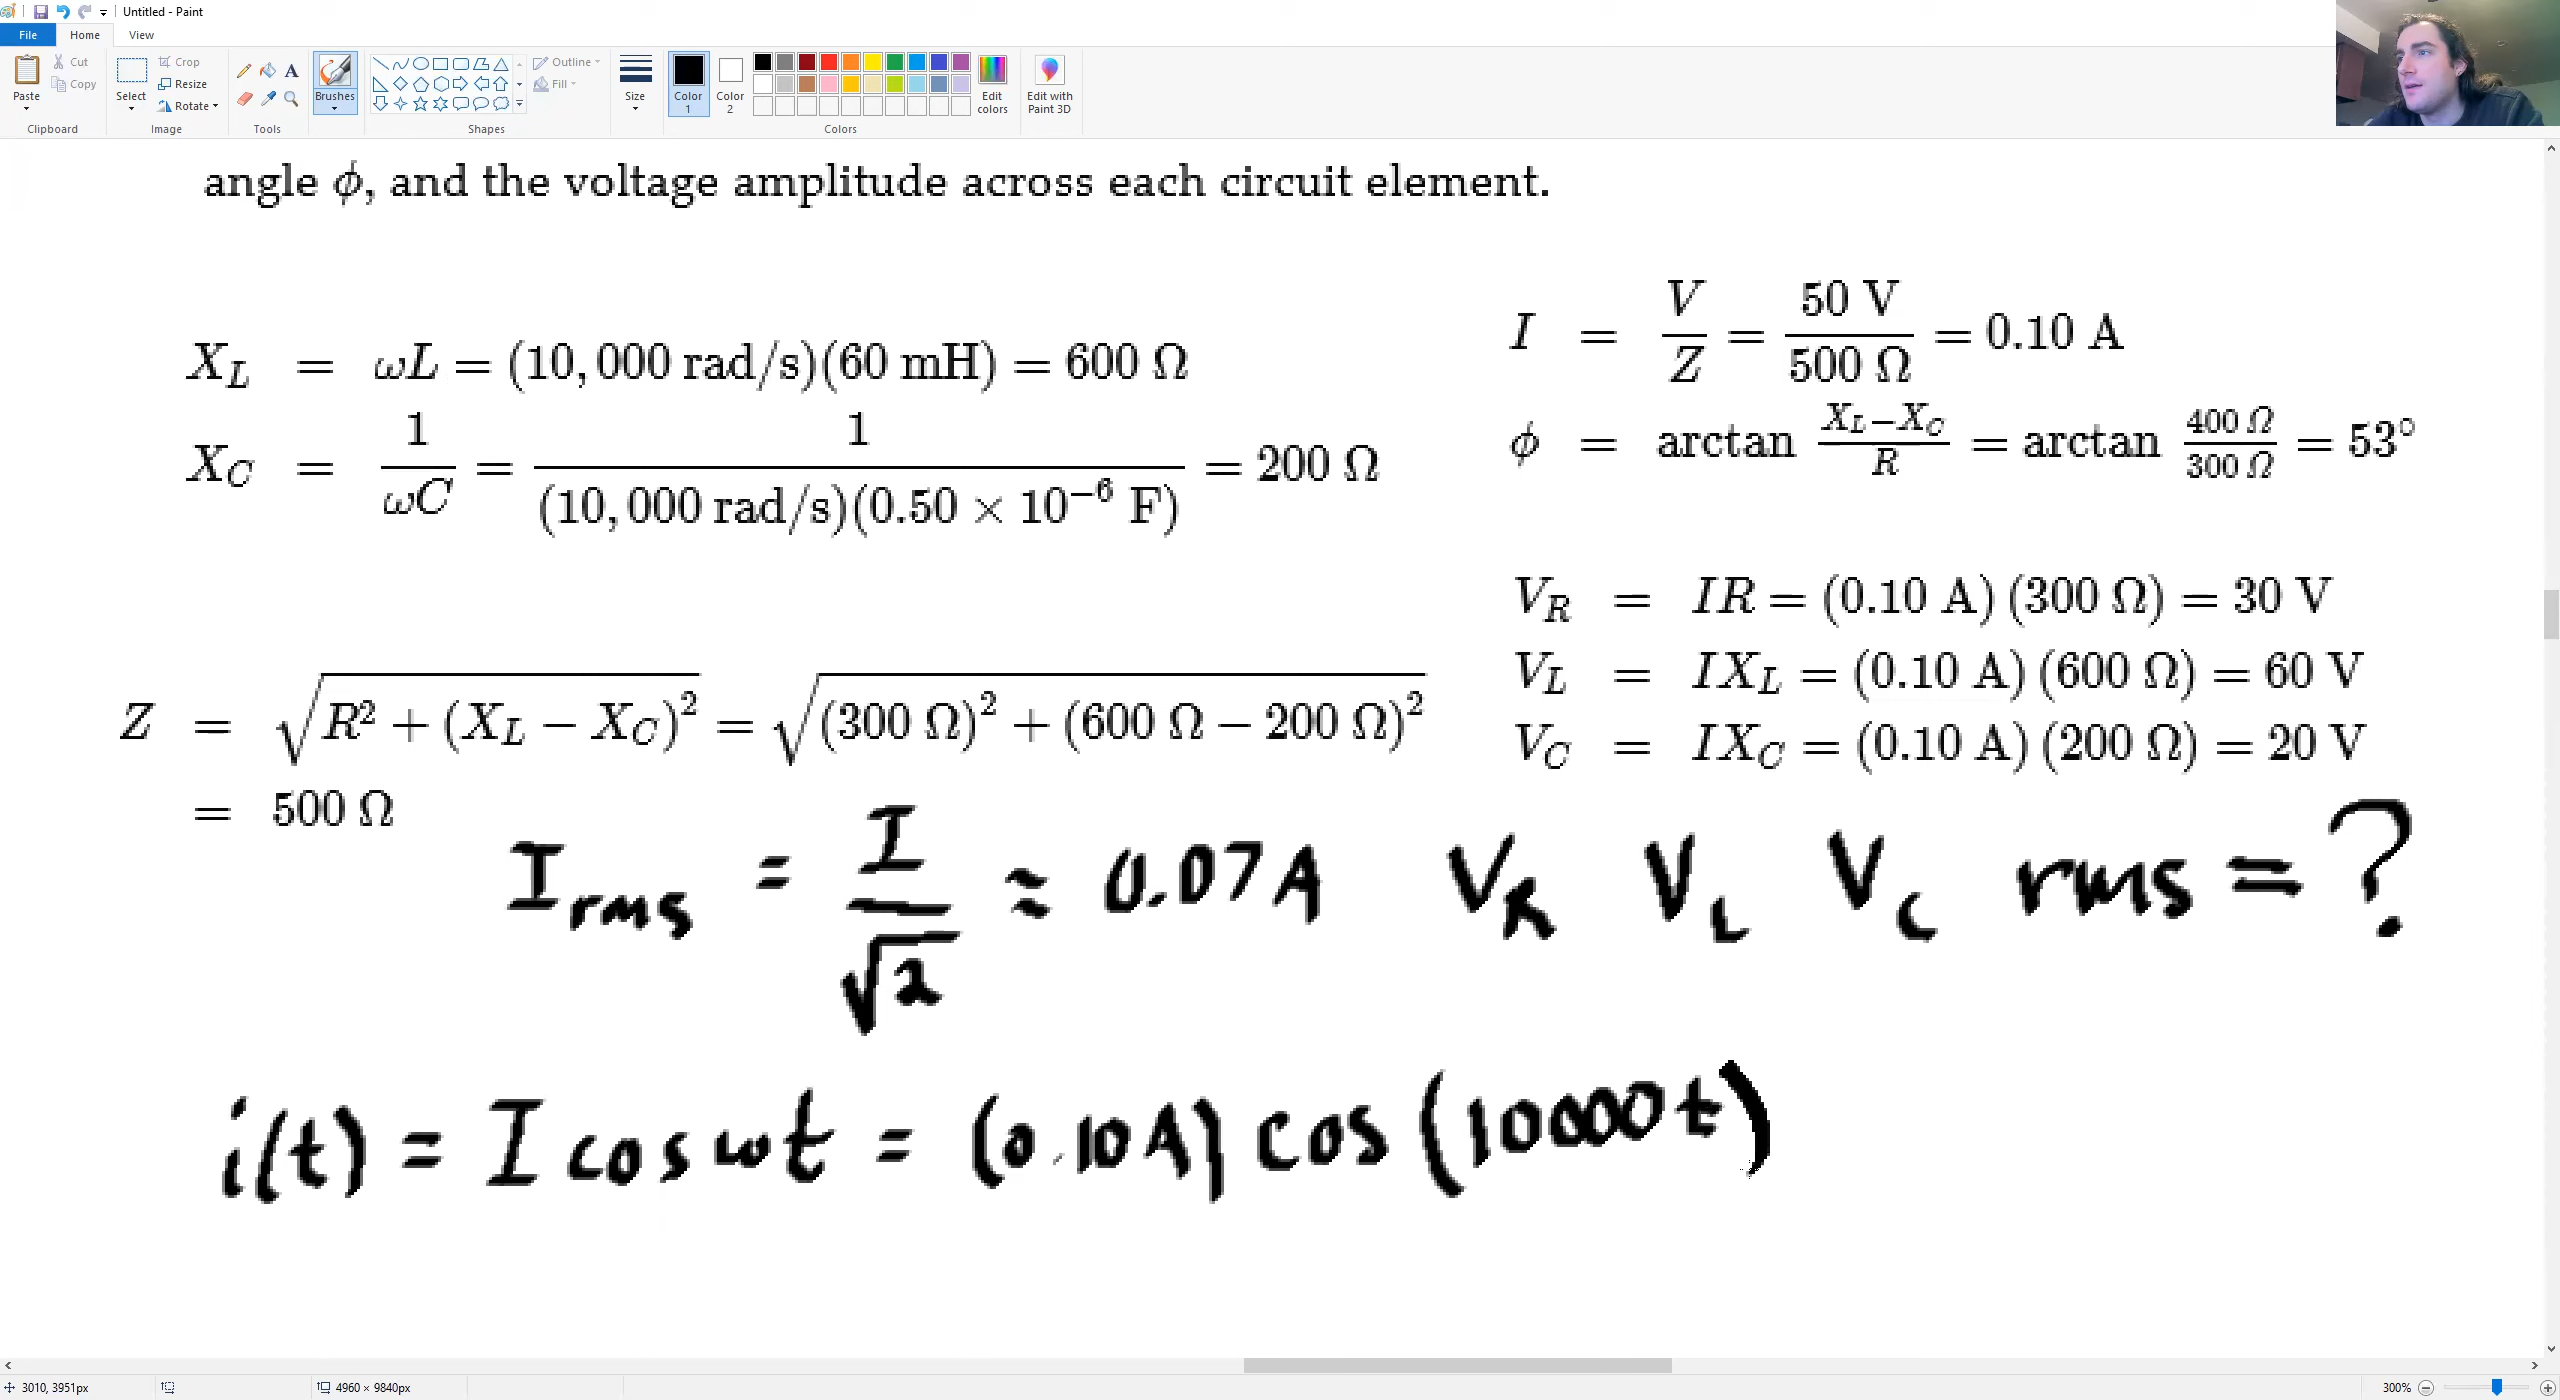 Untitled - Paint
File Home View
Paste Cut Copy Clipboard
Select Crop Resize Rotate Image
Tools
Brushes
Outline Fill Shapes
Size
Color 1 Color 2 Edit colors Colors
Edit with Paint 3D
angle ϕ, and the voltage amplitude across each circuit element.
X_L = ωL = (10,000 rad/s)(60 mH) = 600 Ω
X_C = 1/(ωC) = 1/((10,000 rad/s)(0.50 × 10⁻⁶ F)) = 200 Ω
Z = √(R² + (X_L − X_C)²) = √((300 Ω)² + (600 Ω − 200 Ω)²)
= 500 Ω
I = V/Z = 50 V/500 Ω = 0.10 A
ϕ = arctan (X_L−X_C)/R = arctan 400 Ω/300 Ω = 53°
V_R = IR = (0.10 A)(300 Ω) = 30 V
V_L = IX_L = (0.10 A)(600 Ω) = 60 V
V_C = IX_C = (0.10 A)(200 Ω) = 20 V
I_rms = I/√2 ≈ 0.07A V_R V_L V_C rms = ?
i(t) = I cos ωt = (0.10A) cos (10000t)
3010, 3951px 4960 × 9840px 300%